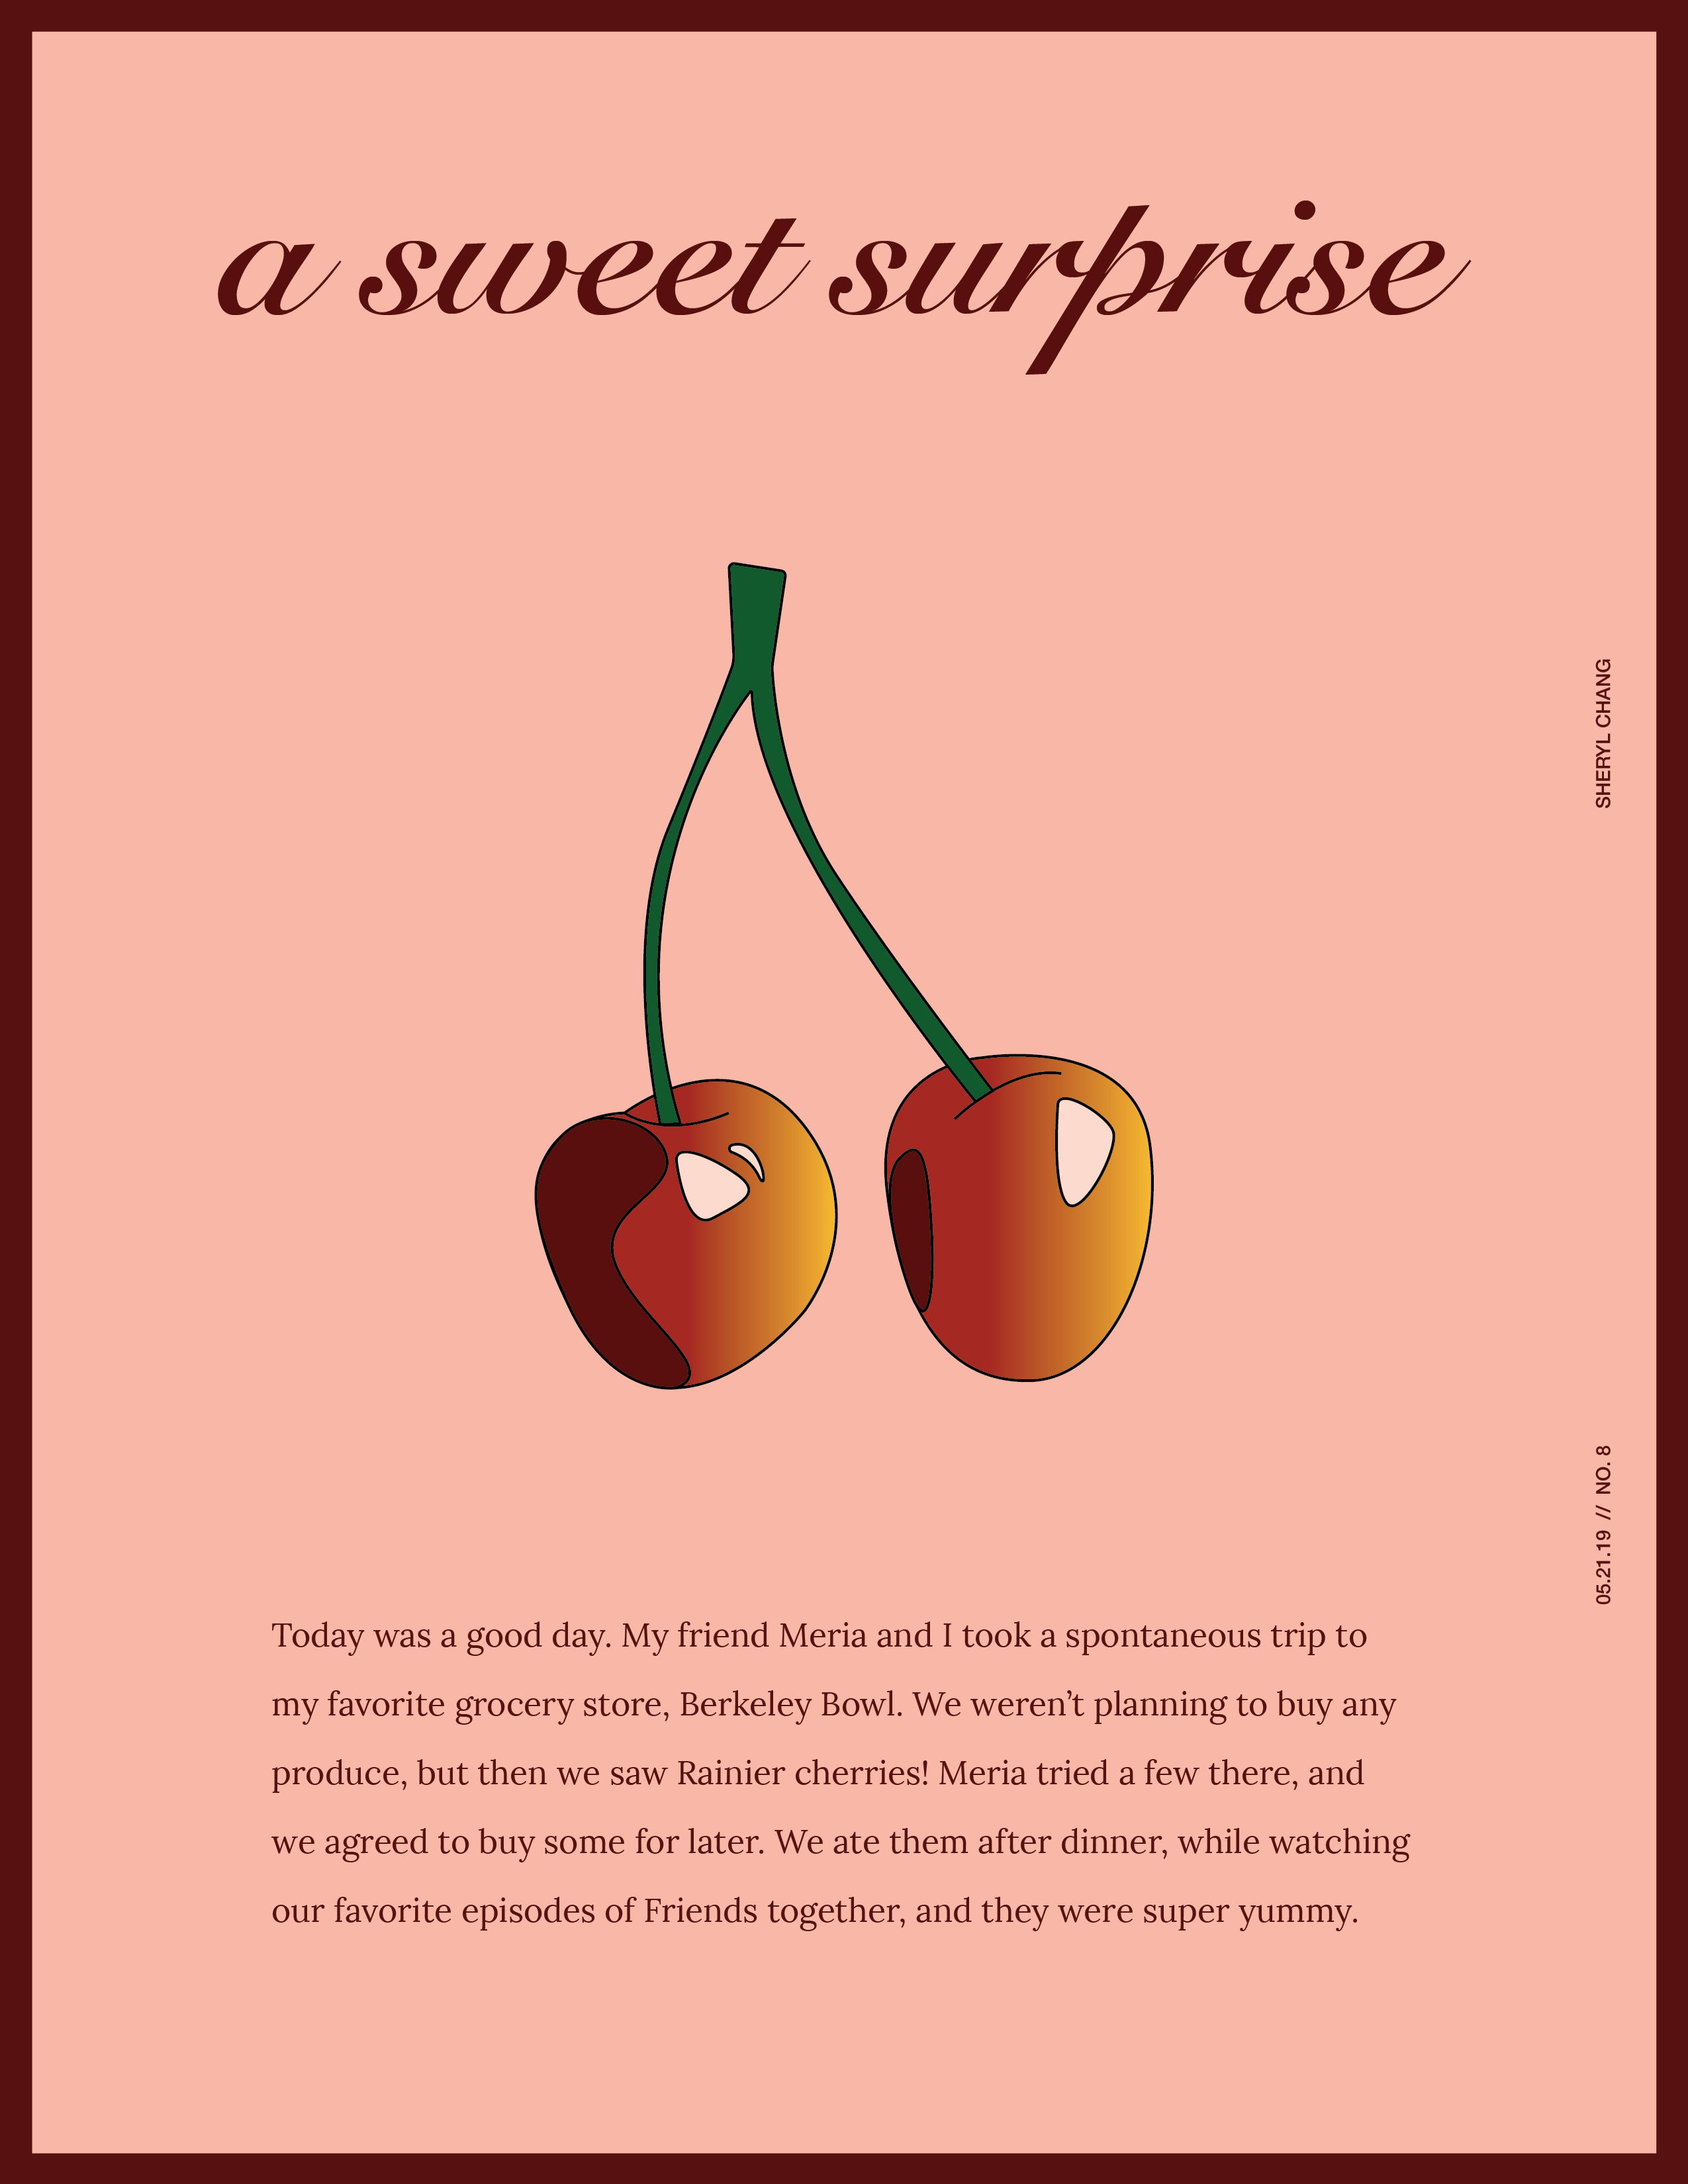 a sweet surprise
SHERYL CHANG
05.21.19 // NO. 8
Today was a good day. My friend Meria and I took a spontaneous trip to
my favorite grocery store, Berkeley Bowl. We weren’t planning to buy any
produce, but then we saw Rainier cherries! Meria tried a few there, and
we agreed to buy some for later. We ate them after dinner, while watching
our favorite episodes of Friends together, and they were super yummy.